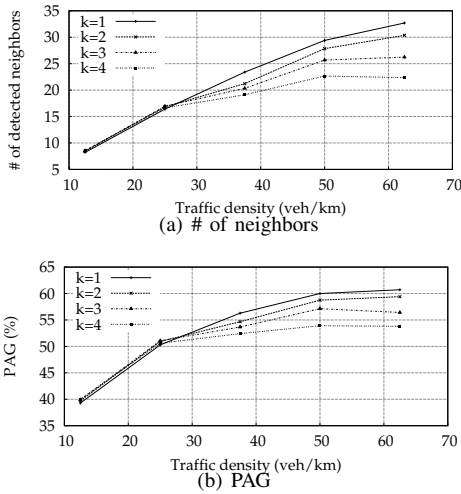 # of detected neighbors
35
30
25
20
15
10
5
k=1
k=2
k=3
k=4
10 20 30 40 50 60 70
Traffic density (veh/km)
(a) # of neighbors
PAG (%)
65
60
55
50
45
40
35
k=1
k=2
k=3
k=4
10 20 30 40 50 60 70
Traffic density (veh/km)
(b) PAG